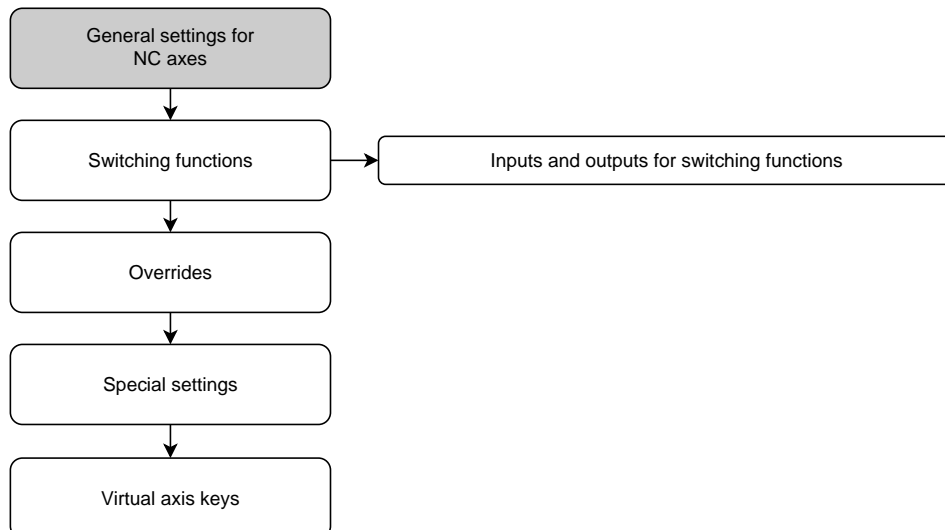 General settings for
NC axes
Switching functions
Inputs and outputs for switching functions
Overrides
Special settings
Virtual axis keys